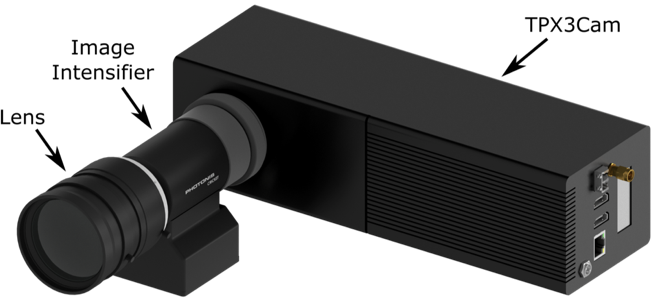 TPX3Cam
Image
Intensifier
Lens
PHOTONIS